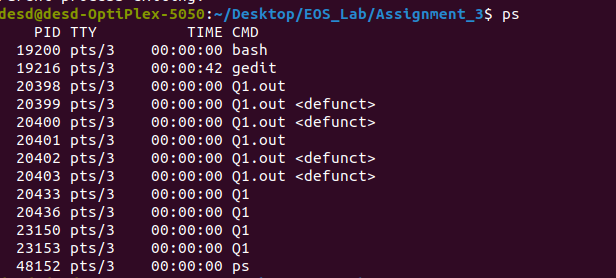 desd@desd-OptiPlex-5050:~/Desktop/EOS_Lab/Assignment_3$ ps
PID TTY TIME CMD
19200 pts/3 00:00:00 bash
19216 pts/3 00:00:42 gedit
20398 pts/3 00:00:00 Q1.out
20399 pts/3 00:00:00 Q1.out <defunct>
20400 pts/3 00:00:00 Q1.out <defunct>
20401 pts/3 00:00:00 Q1.out
20402 pts/3 00:00:00 Q1.out <defunct>
20403 pts/3 00:00:00 Q1.out <defunct>
20433 pts/3 00:00:00 Q1
20436 pts/3 00:00:00 Q1
23150 pts/3 00:00:00 Q1
23153 pts/3 00:00:00 Q1
48152 pts/3 00:00:00 ps